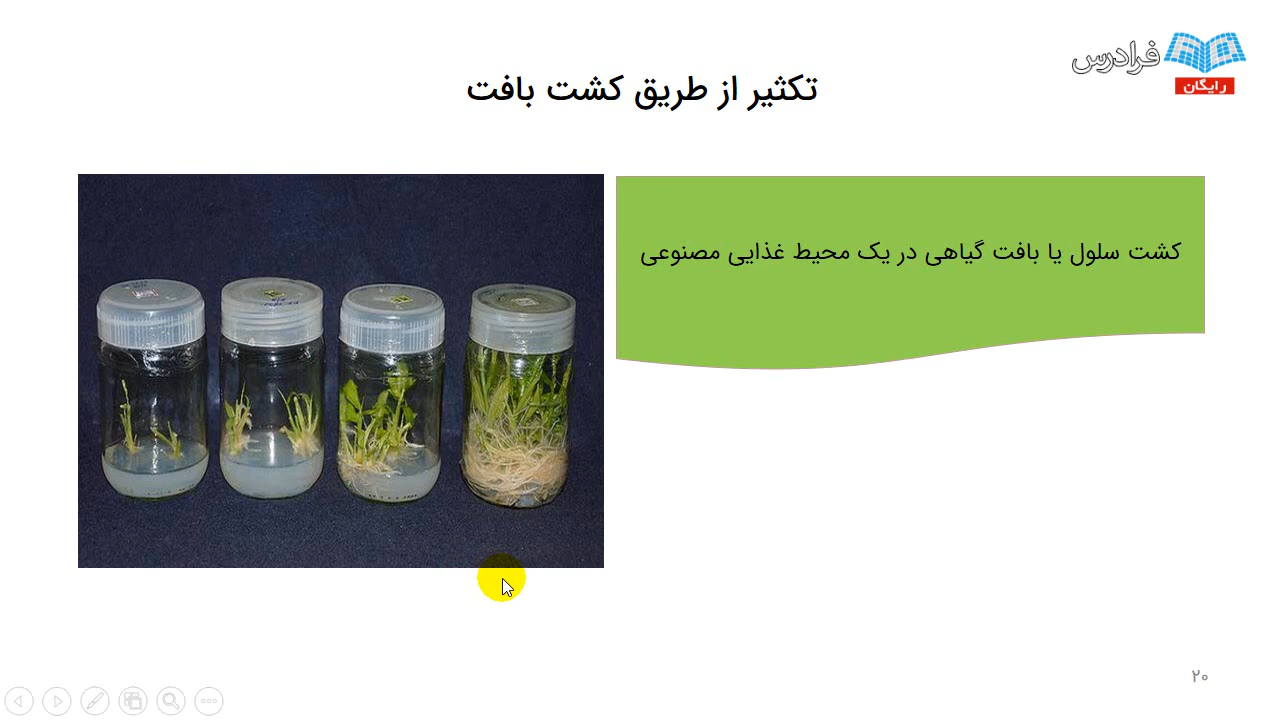 فرادرس
رایگان
تکثیر از طریق کشت بافت
کشت سلول یا بافت گیاهی در یک محیط غذایی مصنوعی
۲۰